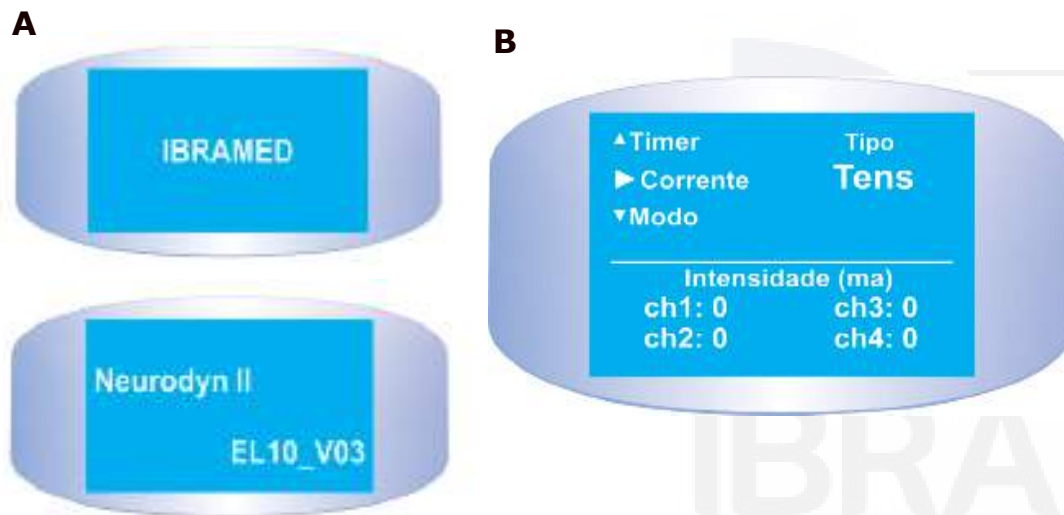 A
IBRAMED
Neurodyn II
EL10_V03
B
▲Timer
Tipo
▶ Corrente
Tens
▼Modo
Intensidade (ma)
ch1: 0
ch3: 0
ch2: 0
ch4: 0
IBRA